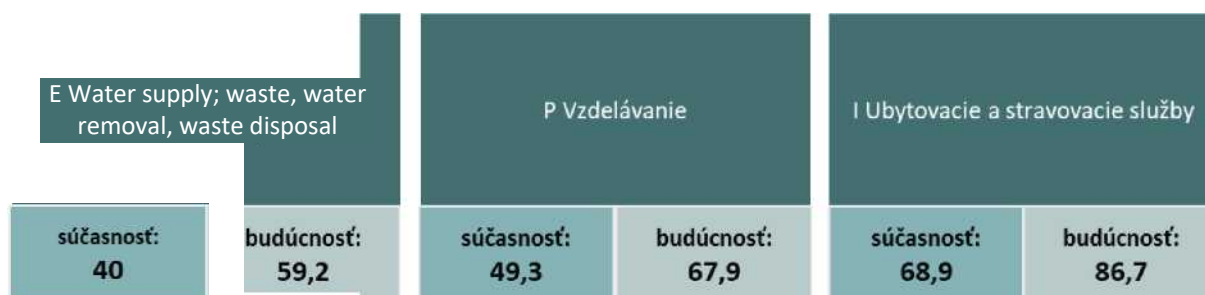 E Water supply; waste, water
removal, waste disposal
P Vzdelávanie
I Ubytovacie a stravovacie služby
súčasnosť:
40
budúcnosť:
59,2
súčasnosť:
49,3
budúcnosť:
67,9
súčasnosť:
68,9
budúcnosť:
86,7